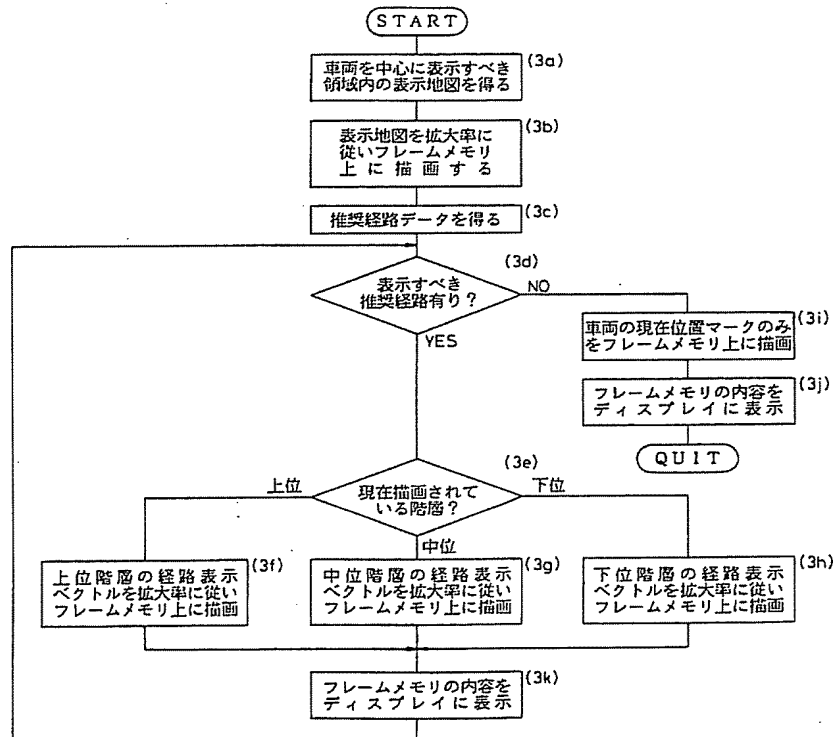 START
(3a)
車両を中心に表示すべき
領域内の表示地図を得る
(3b)
表示地図を拡大率に
従いフレームメモリ
上に描画する
(3c)
推奨経路データを得る
(3d)
表示すべき
推奨経路有り?
NO
YES
(3i)
車両の現在位置マークのみ
をフレームメモリ上に描画
(3j)
フレームメモリの内容を
ディスプレイに表示
QUIT
(3e)
現在描画されて
いる階層?
上位
中位
下位
(3f)
上位階層の経路表示
ベクトルを拡大率に従い
フレームメモリ上に描画
(3g)
中位階層の経路表示
ベクトルを拡大率に従い
フレームメモリ上に描画
(3h)
下位階層の経路表示
ベクトルを拡大率に従い
フレームメモリ上に描画
(3k)
フレームメモリの内容を
ディスプレイに表示